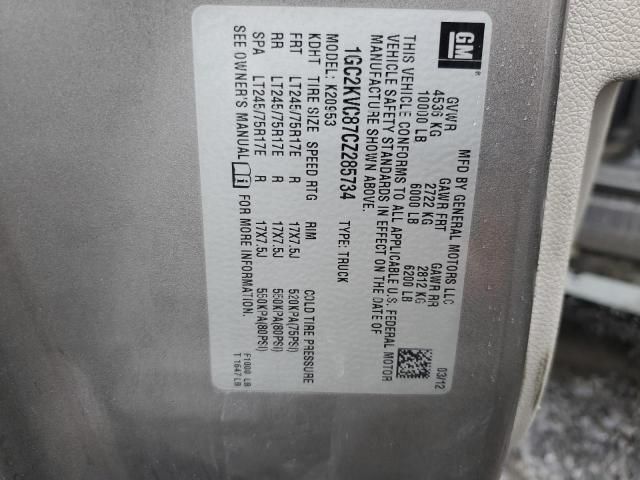 GM
MFD BY GENERAL MOTORS LLC
GVWR GAWR FRT GAWR RR
4536 KG 2722 KG 2812 KG
10000 LB 6000 LB 6200 LB
03/12
THIS VEHICLE CONFORMS TO ALL APPLICABLE U.S. FEDERAL MOTOR
VEHICLE SAFETY STANDARDS IN EFFECT ON THE DATE OF
MANUFACTURE SHOWN ABOVE.
1GC2KVC87CZ285734 TYPE: TRUCK
MODEL: K20953
KDHT TIRE SIZE SPEED RTG RIM COLD TIRE PRESSURE
FRT LT245/75R17E R 17X7.5J 520KPA(75PSI)
RR LT245/75R17E R 17X7.5J 550KPA(80PSI)
SPA LT245/75R17E R 17X7.5J 550KPA(80PSI)
SEE OWNER'S MANUAL FOR MORE INFORMATION.
F1000 LB
T 1647 LB